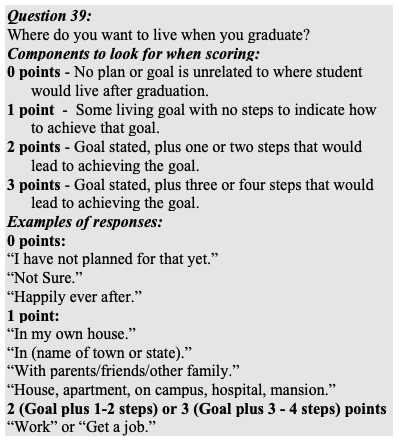 Question 39:
Where do you want to live when you graduate?
Components to look for when scoring:
0 points - No plan or goal is unrelated to where student
would live after graduation.
1 point - Some living goal with no steps to indicate how
to achieve that goal.
2 points - Goal stated, plus one or two steps that would
lead to achieving the goal.
3 points - Goal stated, plus three or four steps that would
lead to achieving the goal.
Examples of responses:
0 points:
“I have not planned for that yet.”
“Not Sure.”
“Happily ever after.”
1 point:
“In my own house.”
“In (name of town or state).”
“With parents/friends/other family.”
“House, apartment, on campus, hospital, mansion.”
2 (Goal plus 1-2 steps) or 3 (Goal plus 3 - 4 steps) points
“Work” or “Get a job.”